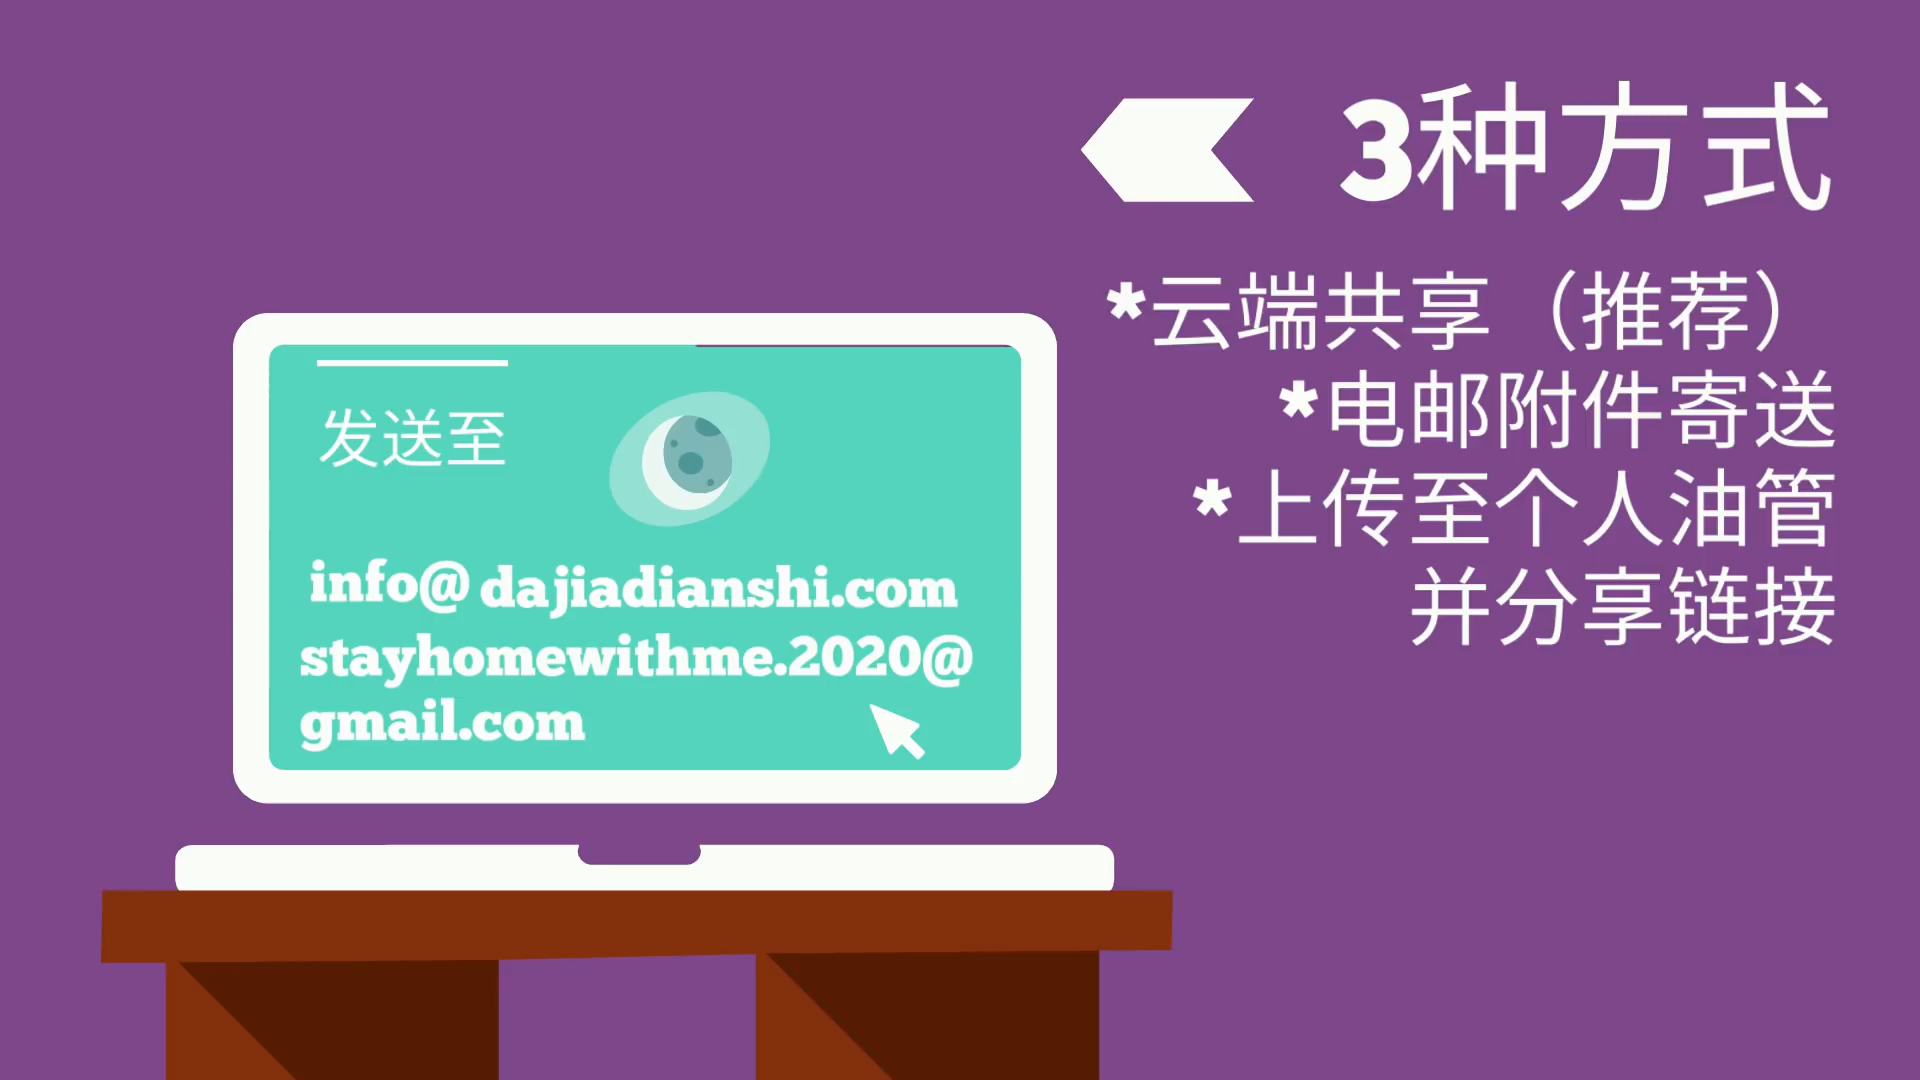 3种方式
*云端共享（推荐）
*电邮附件寄送
*上传至个人油管
并分享链接
发送至
info@ dajiadianshi.com
stayhomewithme.2020@
gmail.com